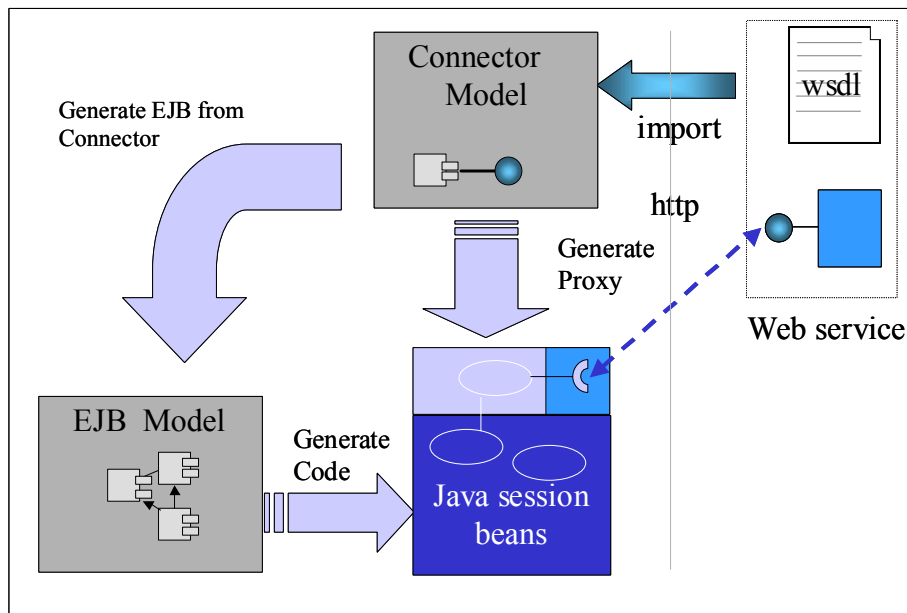 Connector
Model
wsdl
Generate EJB from
Connector
import
http
Generate
Proxy
Web service
EJB Model
Generate
Code
Java session
beans